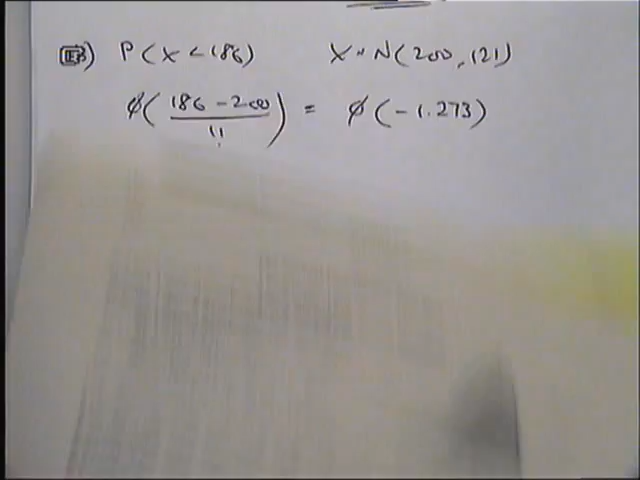 P(X < 186) X ~ N(200, 121)
φ((186 - 200)/11) = φ(-1.273)